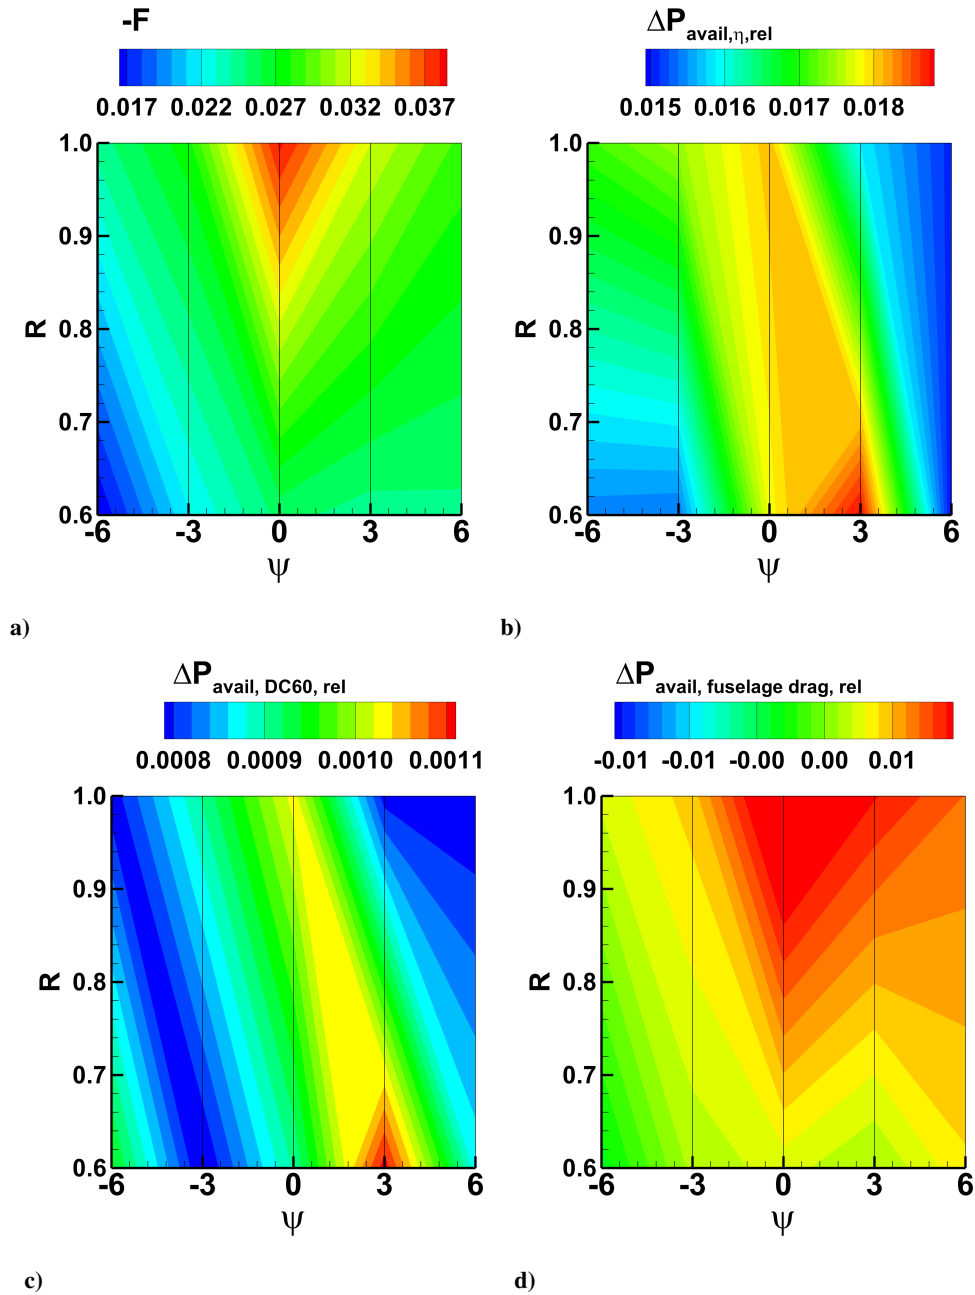 -F
0.017 0.022 0.027 0.032 0.037
1.0
0.9
0.8
0.7
0.6
R
-6 -3 0 3 6
ψ
a)
ΔPavail,η,rel
0.015 0.016 0.017 0.018
1.0
0.9
0.8
0.7
0.6
R
-6 -3 0 3 6
ψ
b)
ΔPavail, DC60, rel
0.0008 0.0009 0.0010 0.0011
1.0
0.9
0.8
0.7
0.6
R
-6 -3 0 3 6
ψ
c)
ΔPavail, fuselage drag, rel
-0.01 -0.01 -0.00 0.00 0.01
1.0
0.9
0.8
0.7
0.6
R
-6 -3 0 3 6
ψ
d)